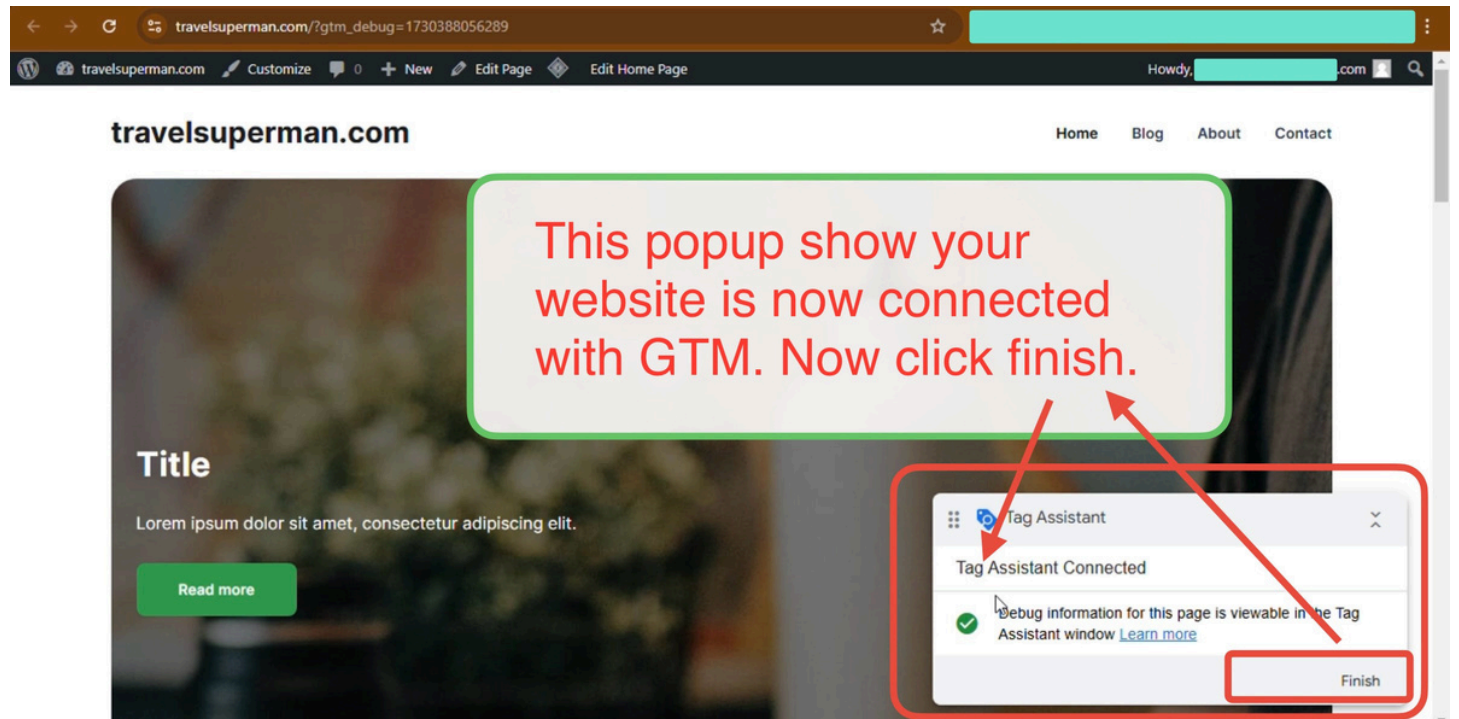 travelsuperman.com/?gtm_debug=1730388056289
travelsuperman.com Customize 0 + New Edit Page Edit Home Page Howdy, .com
travelsuperman.com
Home Blog About Contact
This popup show your
website is now connected
with GTM. Now click finish.
Title
Lorem ipsum dolor sit amet, consectetur adipiscing elit.
Read more
Tag Assistant
Tag Assistant Connected
Debug information for this page is viewable in the Tag
Assistant window Learn more
Finish